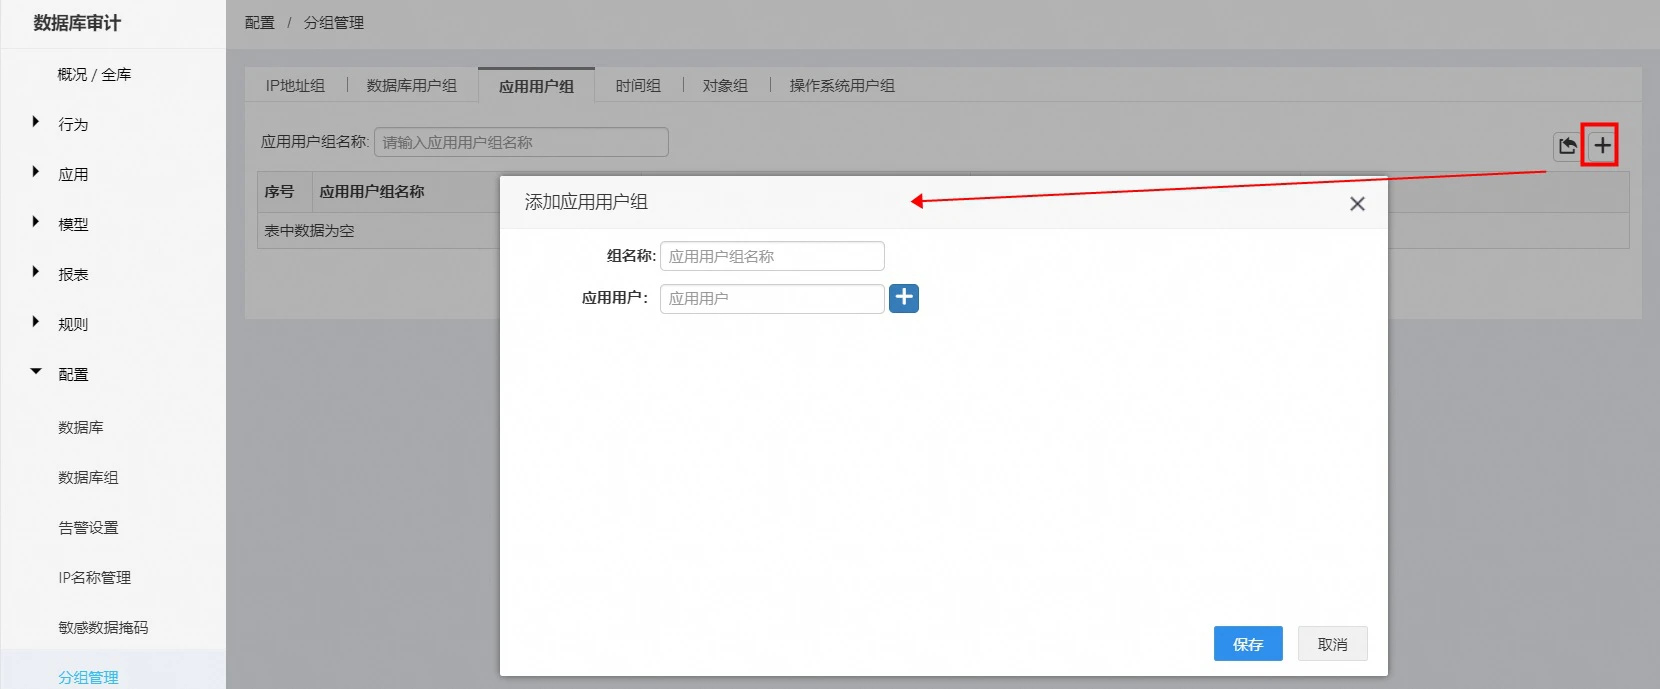 数据库审计
概况 / 全库
行为
应用
模型
报表
规则
配置
数据库
数据库组
告警设置
IP名称管理
敏感数据掩码
分组管理
配置 / 分组管理
IP地址组 数据库用户组 应用用户组 时间组 对象组 操作系统用户组
应用用户组名称: 请输入应用用户组名称
序号 应用用户组名称
表中数据为空
添加应用用户组
组名称: 应用用户组名称
应用用户: 应用用户
保存 取消